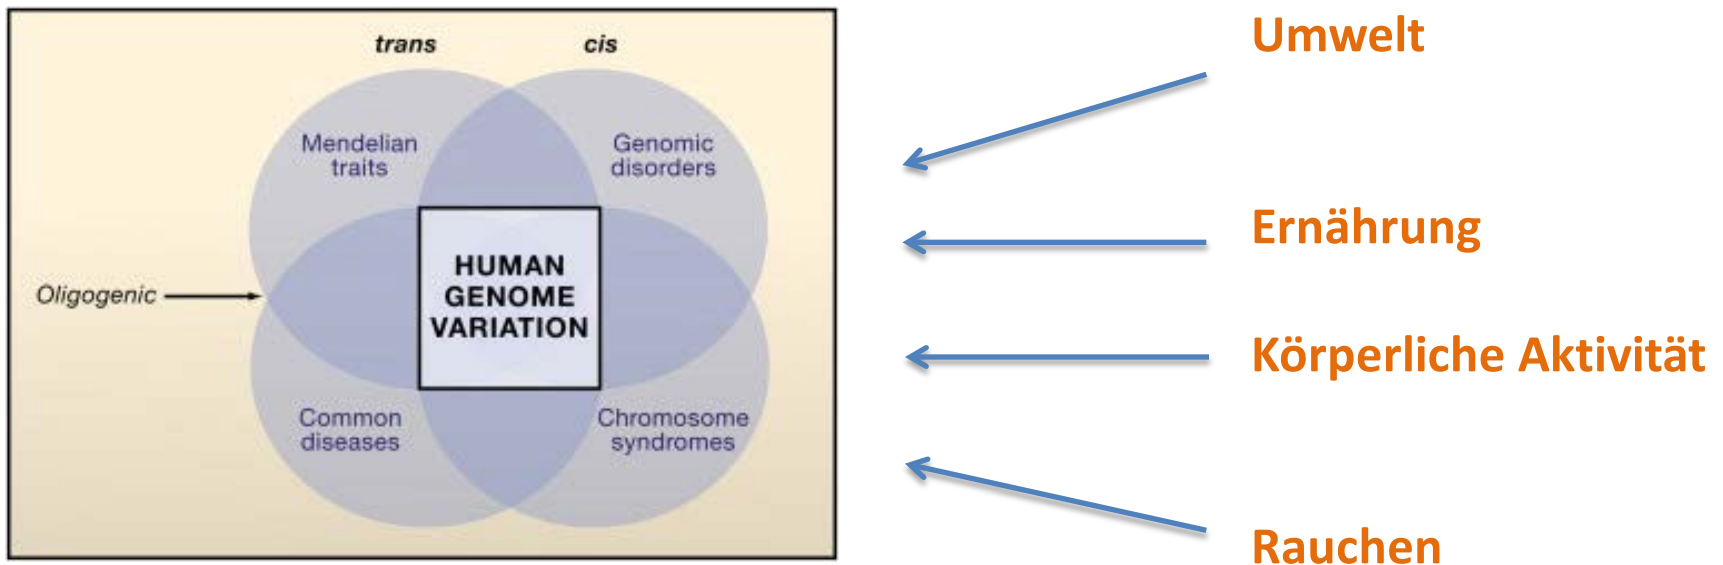 trans
cis
Mendelian
traits
Genomic
disorders
HUMAN
GENOME
VARIATION
Oligogenic
Common
diseases
Chromosome
syndromes
Umwelt
Ernährung
Körperliche Aktivität
Rauchen